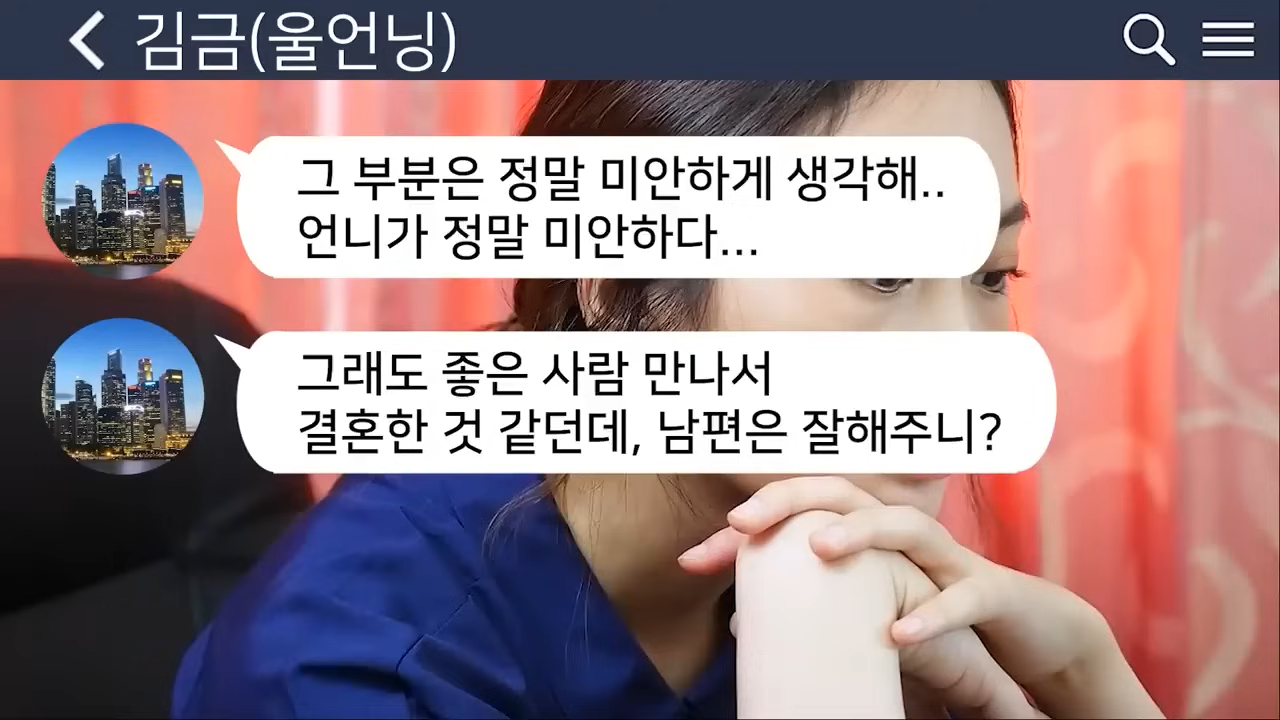 김금(울언닝)
그 부분은 정말 미안하게 생각해..
언니가 정말 미안하다...
그래도 좋은 사람 만나서
결혼한 것 같던데, 남편은 잘해주니?